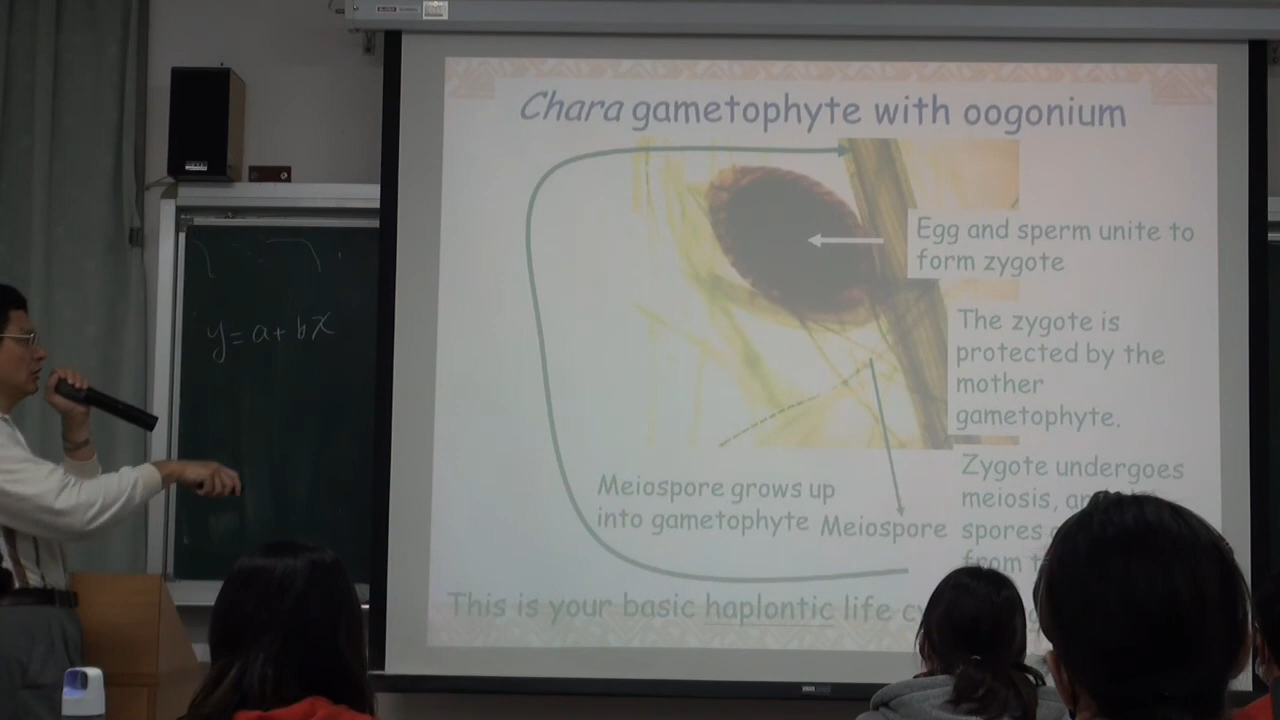 Chara gametophyte with oogonium
y = a + bx
Egg and sperm unite to
form zygote
The zygote is
protected by the
mother
gametophyte.
Zygote undergoes
meiosis,
spores
from
Meiospore grows up
into gametophyte
Meiospore
This is your basic haplontic life